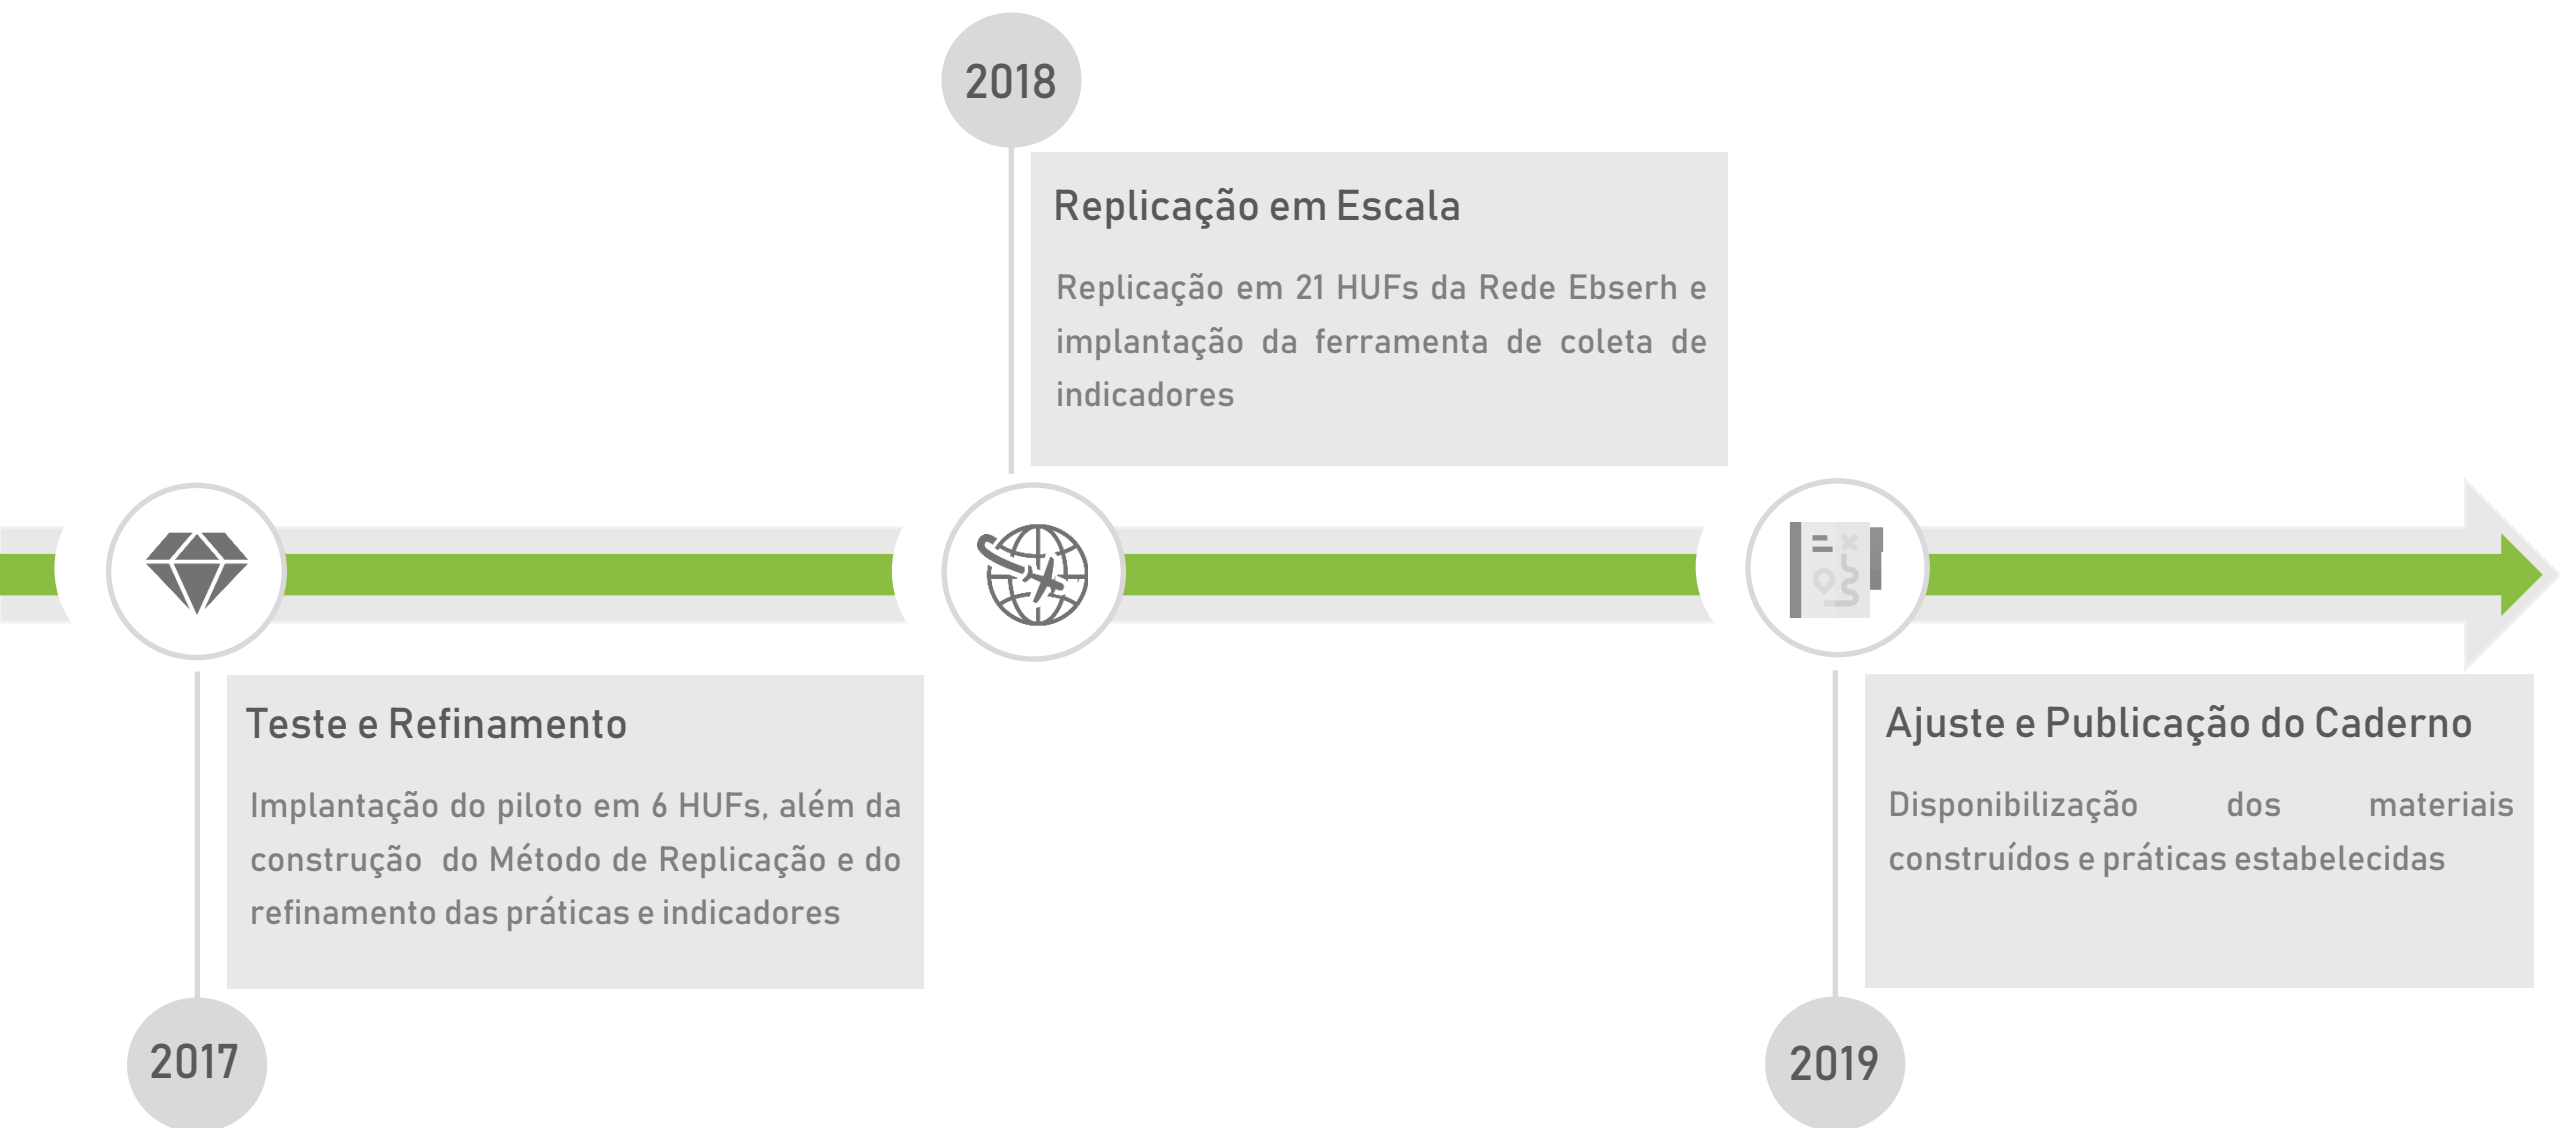 2018
Replicação em Escala
Replicação em 21 HUFs da Rede Ebserh e
implantação da ferramenta de coleta de
indicadores
Teste e Refinamento
Implantação do piloto em 6 HUFs, além da
construção do Método de Replicação e do
refinamento das práticas e indicadores
2017
Ajuste e Publicação do Caderno
Disponibilização dos materiais
construídos e práticas estabelecidas
2019